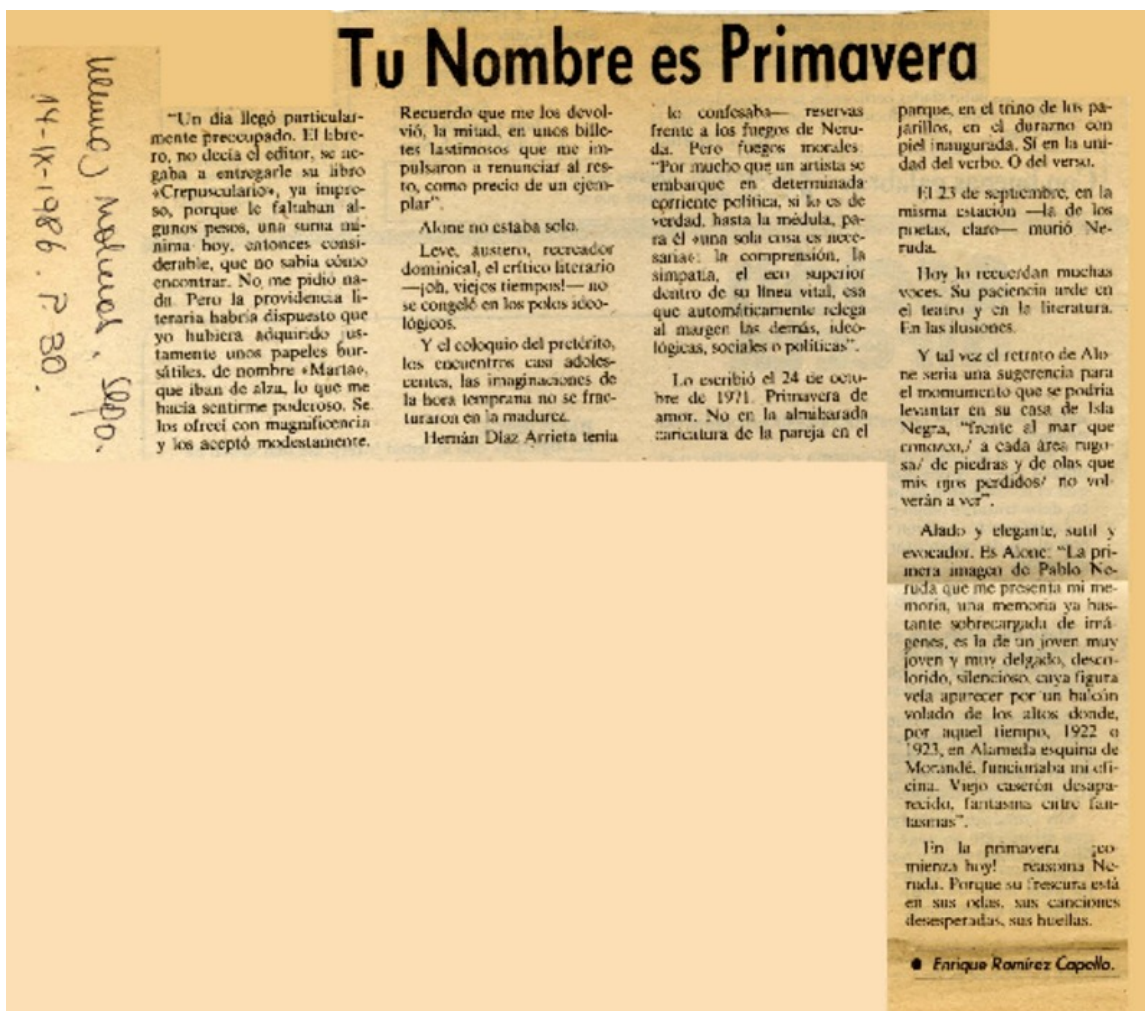 Tu Nombre es Primavera
14-IX-1986. P. B0.
"Un día llegó particular-
mente preocupado. El libre-
ro, no decía el editor, se ne-
gaba a entregarle su libro
«Crepusculario», ya impre-
so, porque le faltaban al-
gunos pesos, una suma mí-
nima hoy, entonces consi-
derable, que no sabía cómo
encontrar. No me pidió na-
da. Pero la providencia li-
teraria habría dispuesto que
yo hubiera adquirido jus-
tamente unos papeles bur-
sátiles, de nombre «Marta»,
que iban de alza, lo que me
hacía sentirme poderoso. Se
los ofrecí con magnificencia
y los aceptó modestamente.
Recuerdo que me los devol-
vió, la mitad, en unos bille-
tes lastimosos que me im-
pulsaron a renunciar al res-
to, como precio de un ejem-
plar".
Alone no estaba solo.
Leve, austero, recreador
dominical, el crítico literario
—¡oh, viejos tiempos!— no
se congeló en los polos ideo-
lógicos.
Y el coloquio del pretérito,
los encuentros casi adoles-
centes, las imaginaciones de
la hora temprana no se frac-
turaron en la madurez.
Hernán Díaz Arrieta tenía
lo confesaba— reservas
frente a los fuegos de Neru-
da. Pero fuegos morales:
"Por mucho que un artista se
embarque en determinada
corriente política, si lo es de
verdad, hasta la médula, pa-
ra él «una sola cosa es nece-
saria»: la comprensión, la
simpatía, el eco superior
dentro de su línea vital, esa
que automáticamente relega
al margen las demás, ideo-
lógicas, sociales o políticas".
Lo escribió el 24 de octu-
bre de 1971. Primavera de
amor. No en la almibarada
caricatura de la pareja en el
parque, en el trino de los pa-
jarillos, en el durazno con
piel inaugurada. Sí en la uni-
dad del verbo. O del verso.
El 23 de septiembre, en la
misma estación —la de los
poetas, claro— murió Ne-
ruda.
Hoy lo recuerdan muchas
voces. Su paciencia arde en
el teatro y en la literatura.
En las ilusiones.
Y tal vez el retrato de Alo-
ne sería una sugerencia para
el monumento que se podría
levantar en su casa de Isla
Negra, "frente al mar que
conozco,/ a cada área rugo-
sa/ de piedras y de olas que
mis ojos perdidos/ no vol-
verán a ver".
Alado y elegante, sutil y
evocador. Es Alone: "La pri-
mera imagen de Pablo Ne-
ruda que me presenta mi me-
moria, una memoria ya bas-
tante sobrecargada de imá-
genes, es la de un joven muy
joven y muy delgado, desco-
lorido, silencioso, cuya figura
veía aparecer por un balcón
volado de los altos donde,
por aquel tiempo, 1922 o
1923, en Alameda esquina de
Morandé, funcionaba mi ofi-
cina. Viejo caserón desapa-
recido, fantasma entre fan-
tasmas".
En la primavera ¡co-
mienza hoy! reasoma Ne-
ruda. Porque su frescura está
en sus odas, sus canciones
desesperadas, sus huellas.
● Enrique Ramírez Capello.